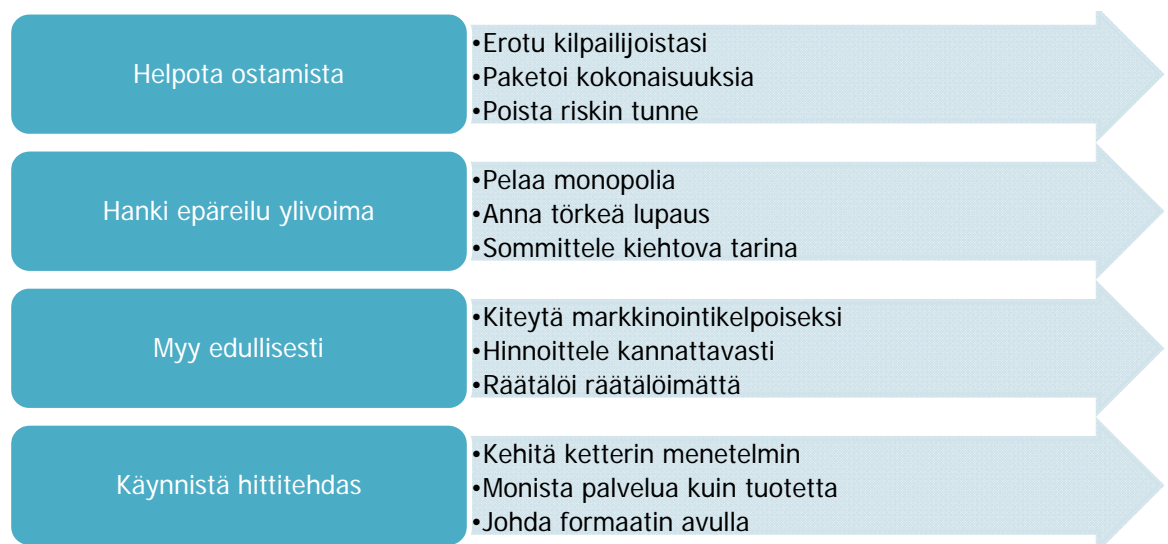 Helpota ostamista
•Erotu kilpailijoistasi
•Paketoi kokonaisuuksia
•Poista riskin tunne
Hanki epäreilu ylivoima
•Pelaa monopolia
•Anna törkeä lupaus
•Sommittele kiehtova tarina
Myy edullisesti
•Kiteytä markkinointikelpoiseksi
•Hinnoittele kannattavasti
•Räätälöi räätälöimättä
Käynnistä hittitehdas
•Kehitä ketterin menetelmin
•Monista palvelua kuin tuotetta
•Johda formaatin avulla